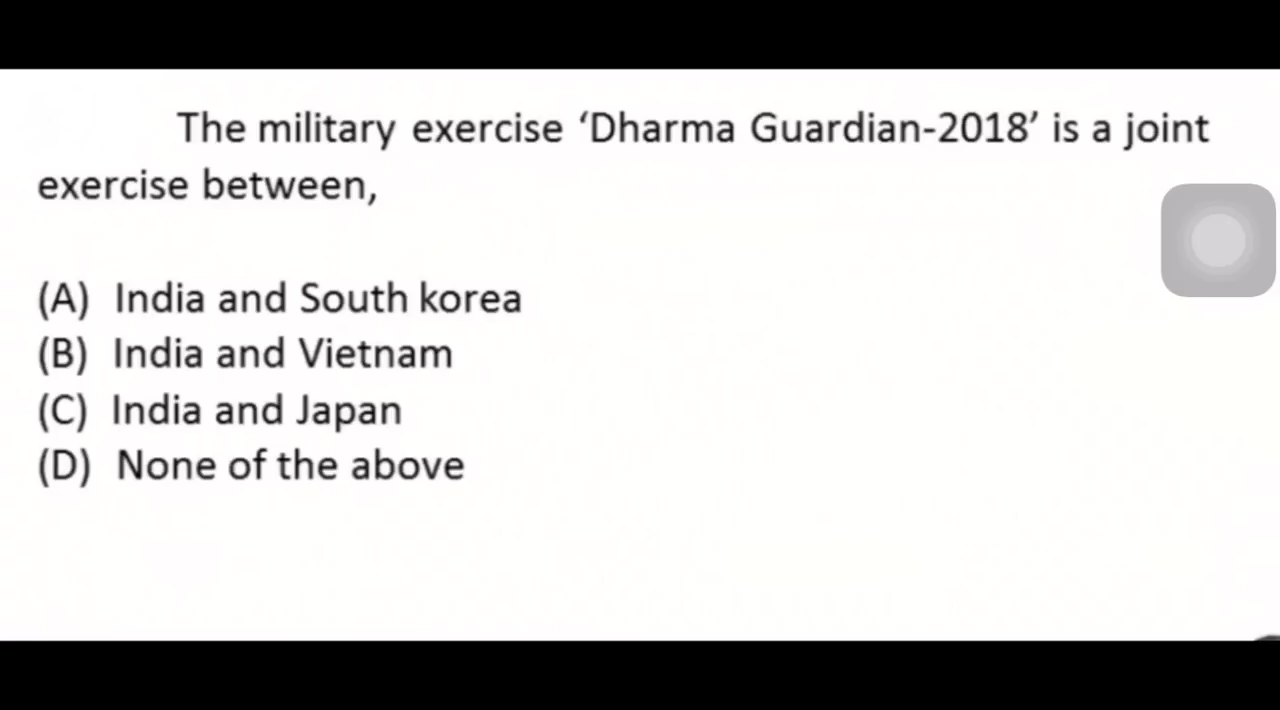 The military exercise ‘Dharma Guardian-2018’ is a joint
exercise between,
(A) India and South korea
(B) India and Vietnam
(C) India and Japan
(D) None of the above